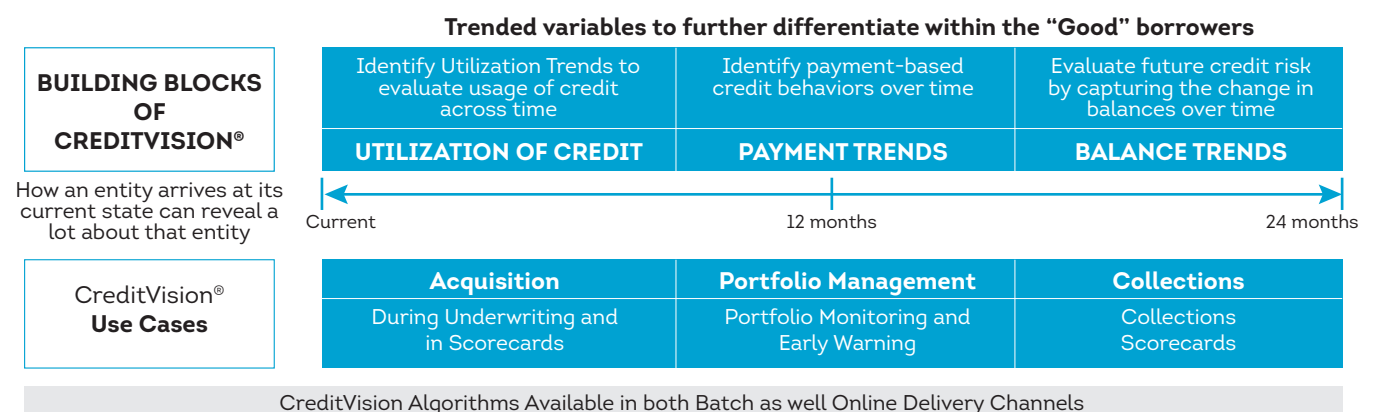 Trended variables to further differentiate within the “Good” borrowers
BUILDING BLOCKS
OF
CREDITVISION®
Identify Utilization Trends to
evaluate usage of credit
across time
Identify payment-based
credit behaviors over time
Evaluate future credit risk
by capturing the change in
balances over time
UTILIZATION OF CREDIT
PAYMENT TRENDS
BALANCE TRENDS
How an entity arrives at its
current state can reveal a
lot about that entity
Current
12 months
24 months
CreditVision®
Use Cases
Acquisition
Portfolio Management
Collections
During Underwriting and
in Scorecards
Portfolio Monitoring and
Early Warning
Collections
Scorecards
CreditVision Algorithms Available in both Batch as well Online Delivery Channels